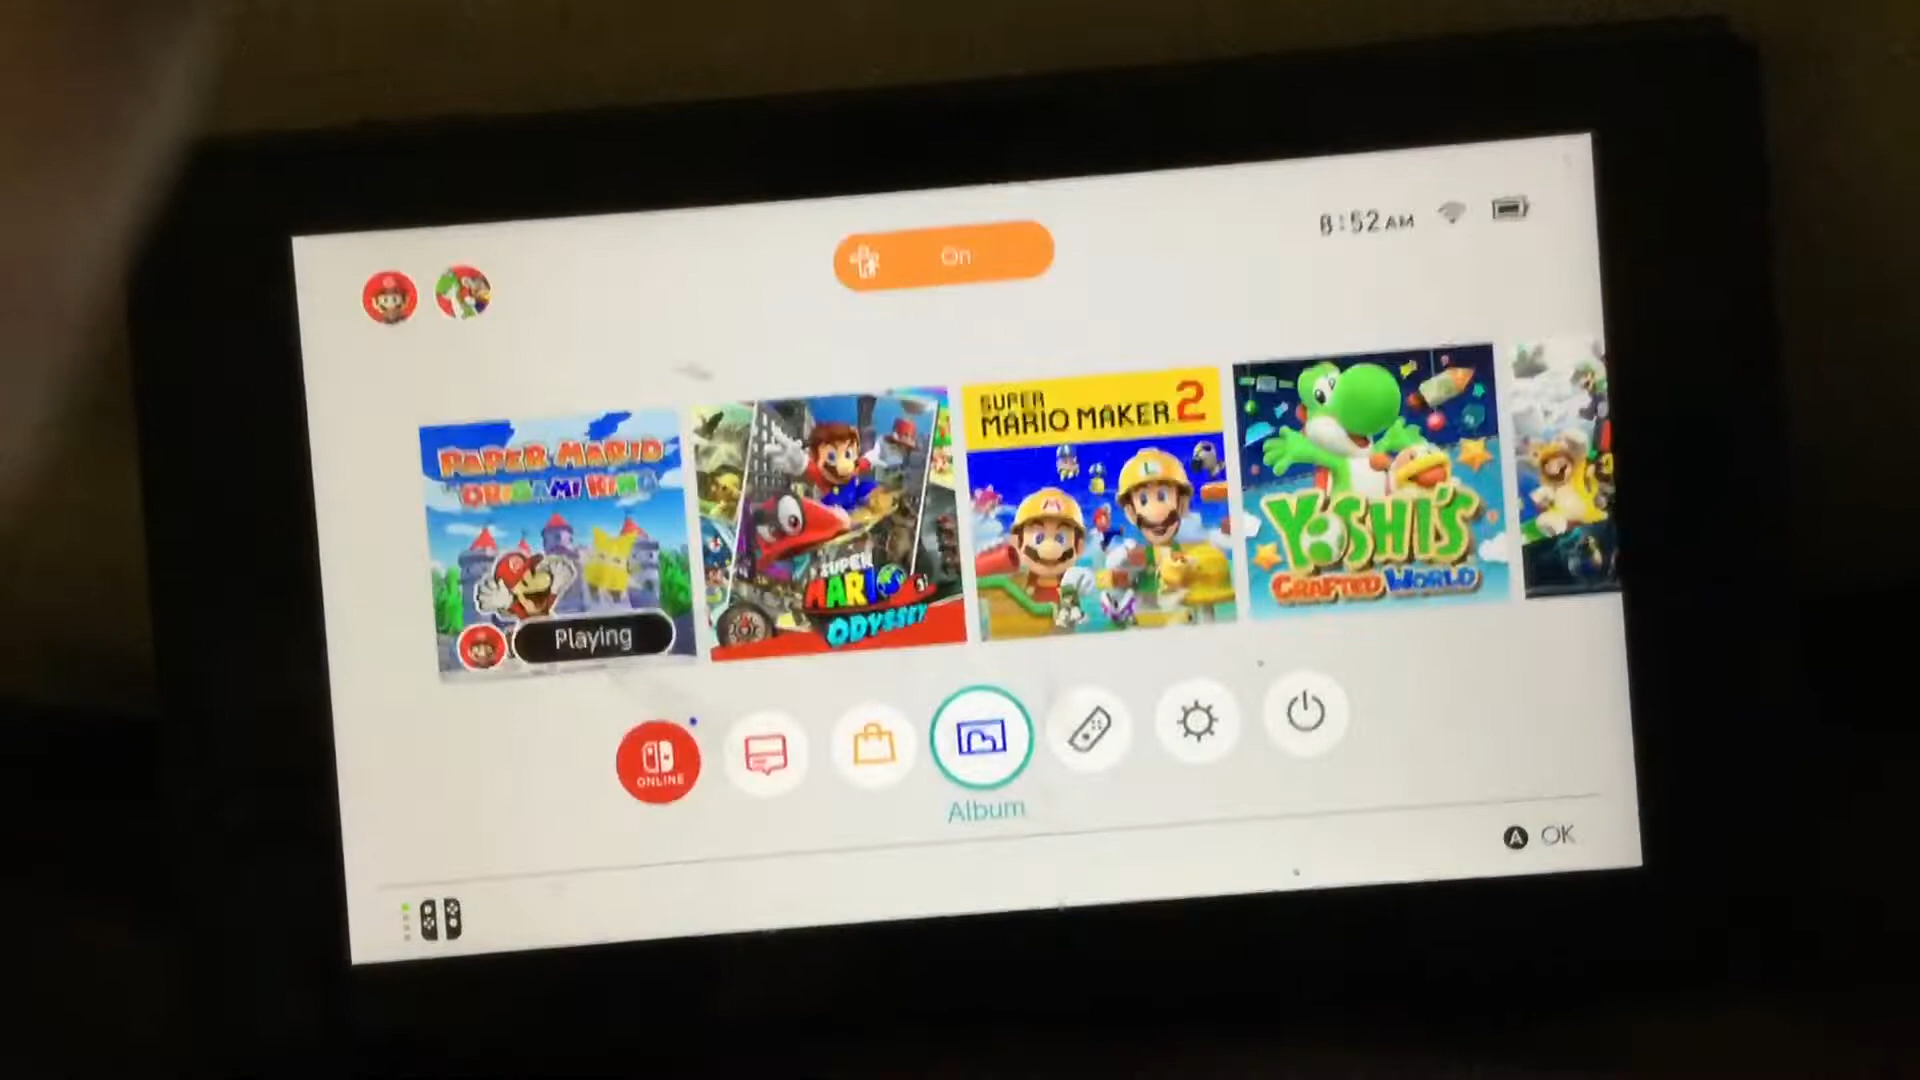 On
8:52 AM
PAPER MARIO
ORIGAMI KING
Playing
SUPER
MARIO
ODYSSEY
SUPER
MARIO MAKER 2
YOSHI'S
CRAFTED WORLD
ONLINE
Album
A OK